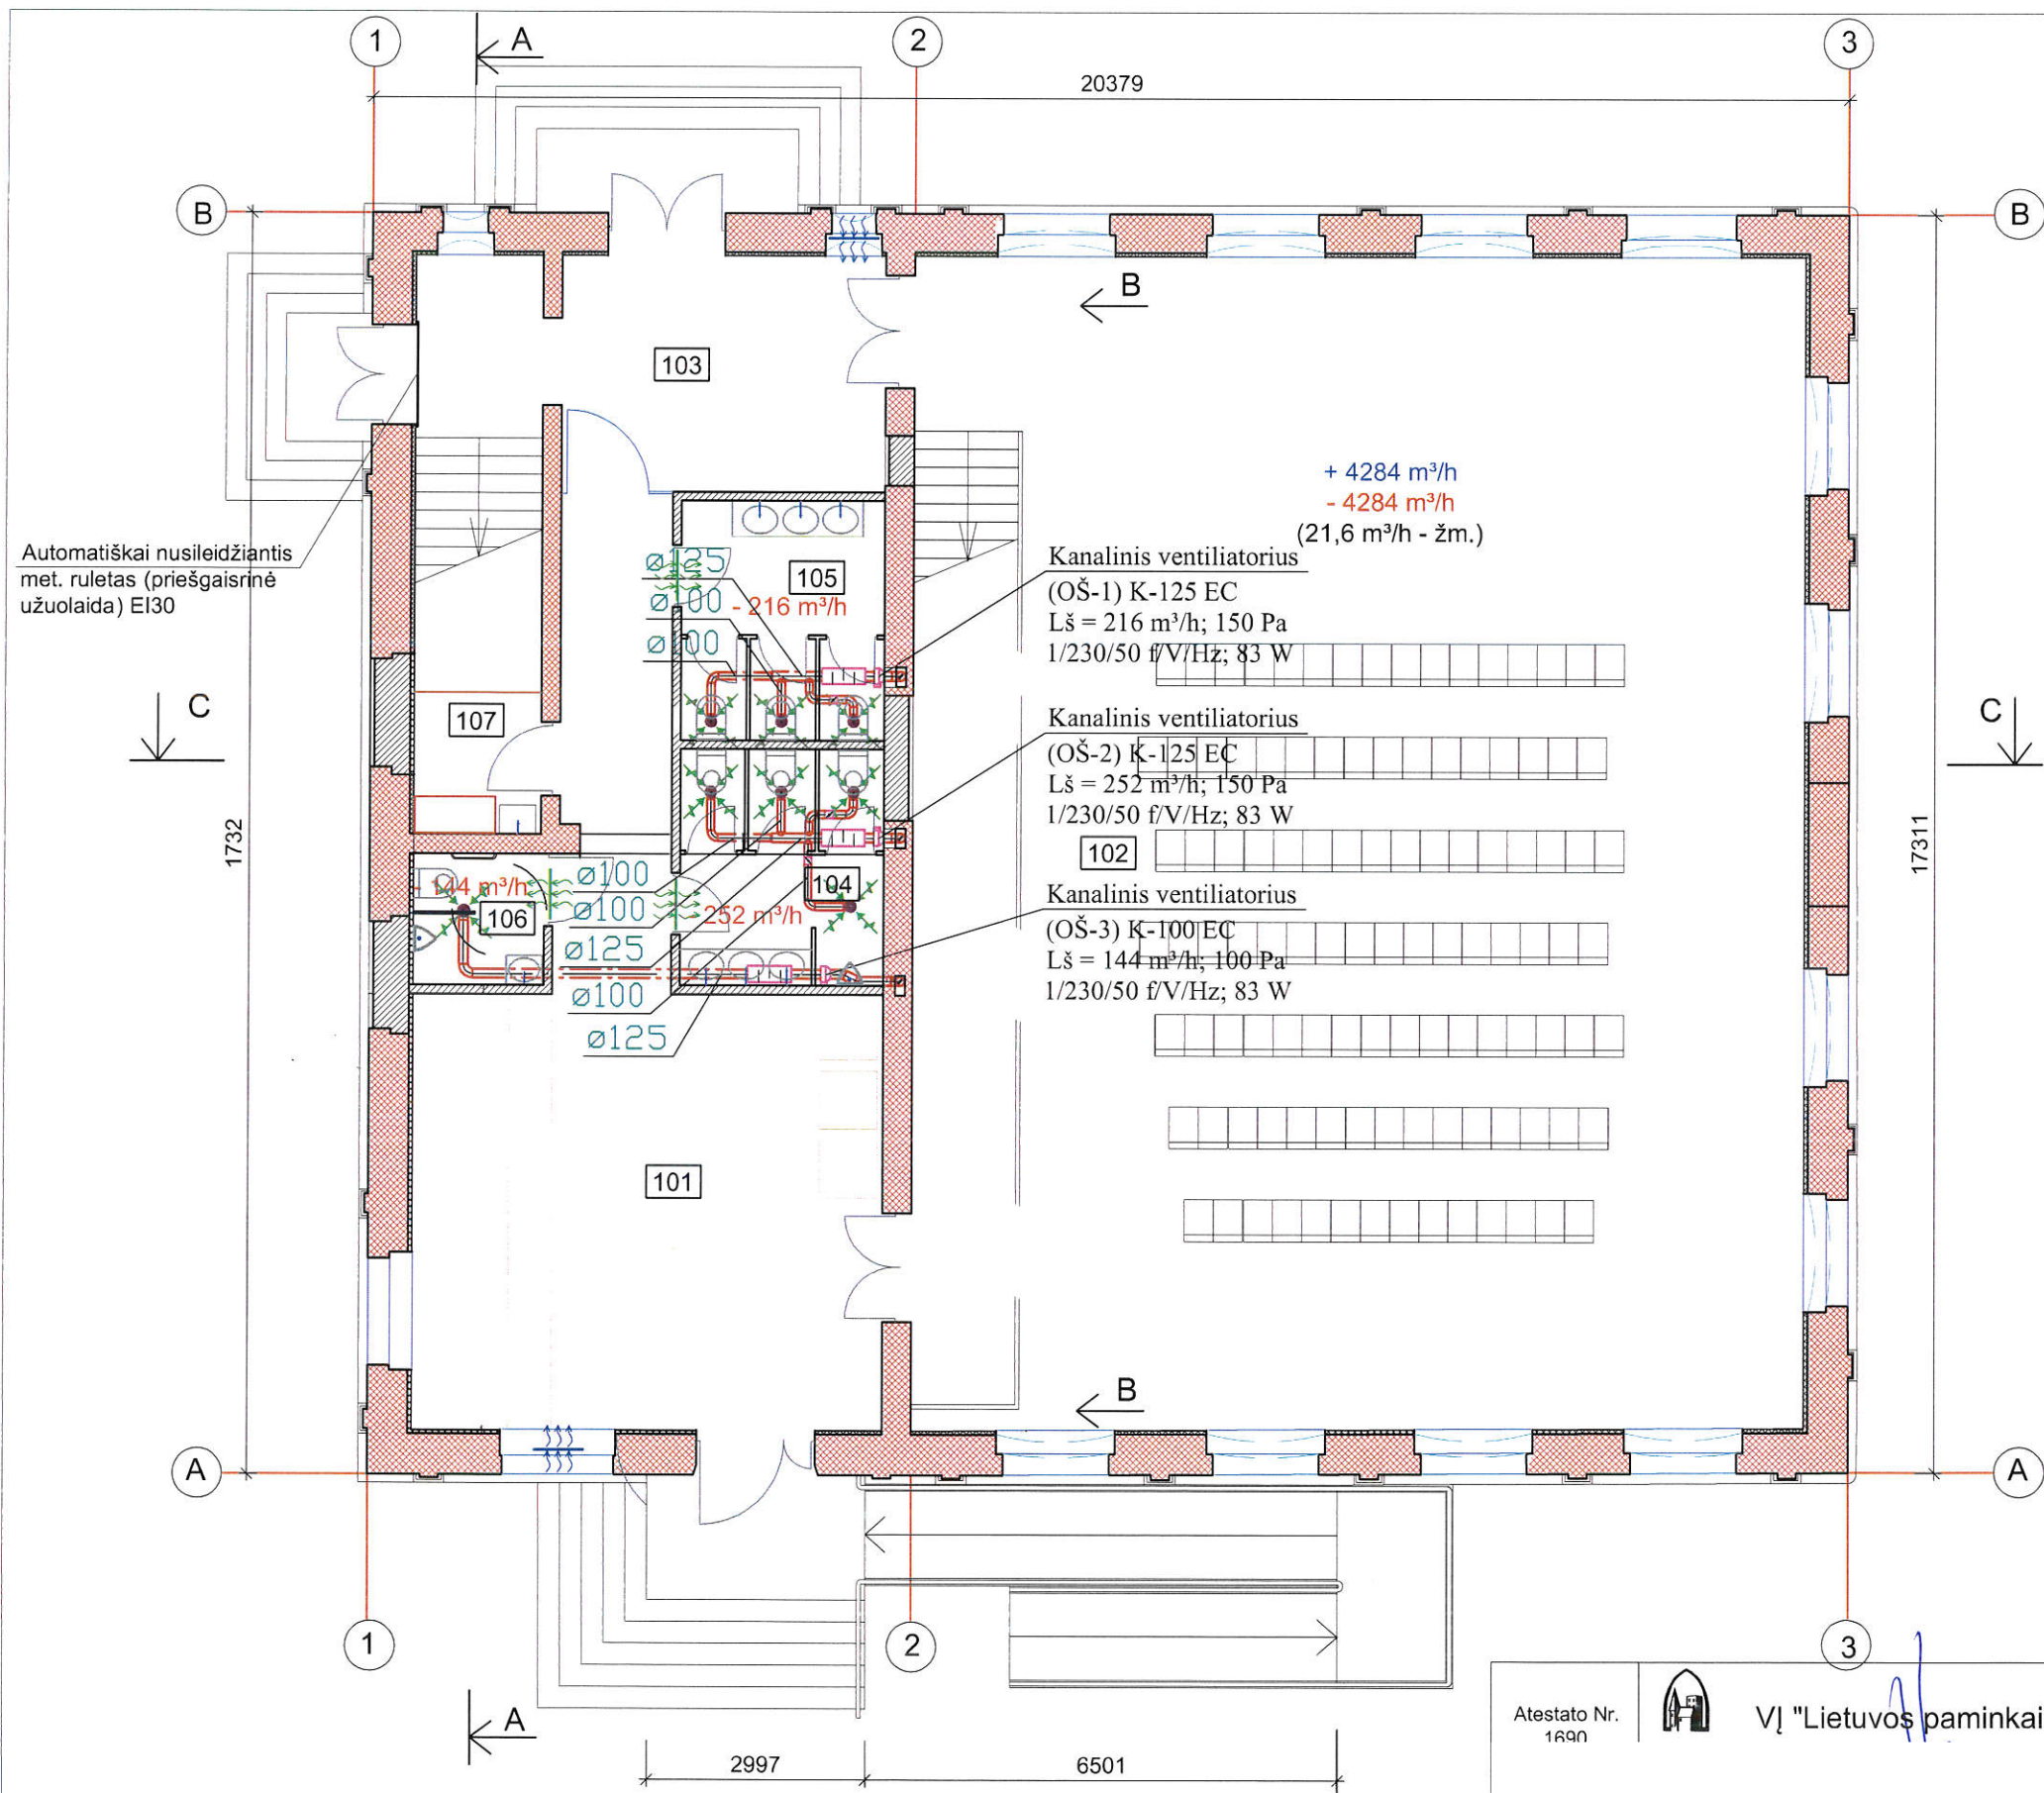 1
A
2
3
20379
B
B
B
103
+ 4284 m³/h
- 4284 m³/h
(21,6 m³/h - žm.)
Automatiškai nusileidžiantis
met. ruletas (priešgaisrinė
užuolaida) EI30
ø125
ø100
ø100
105
- 216 m³/h
Kanalinis ventiliatorius
(OŠ-1) K-125 EC
Lš = 216 m³/h; 150 Pa
1/230/50 f/V/Hz; 83 W
C
107
Kanalinis ventiliatorius
(OŠ-2) K-125 EC
Lš = 252 m³/h; 150 Pa
1/230/50 f/V/Hz; 83 W
C
1732
17311
102
- 144 m³/h
106
ø100
ø100
ø125
ø100
ø125
104
252 m³/h
Kanalinis ventiliatorius
(OŠ-3) K-100 EC
Lš = 144 m³/h; 100 Pa
1/230/50 f/V/Hz; 83 W
101
B
A
A
1
2
3
A
2997
6501
Atestato Nr.
1690
VĮ "Lietuvos paminkai